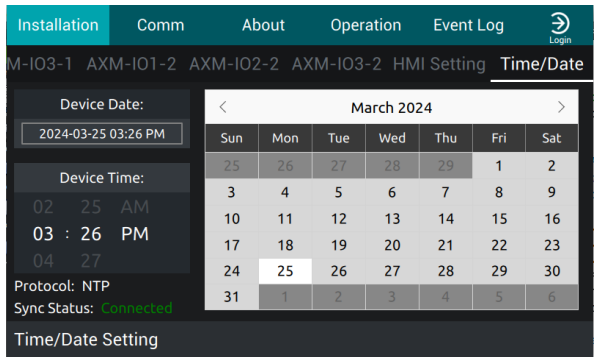 Installation Comm About Operation Event Log Login
M-IO3-1 AXM-IO1-2 AXM-IO2-2 AXM-IO3-2 HMI Setting Time/Date
Device Date:
2024-03-25 03:26 PM
Device Time:
02 25 AM
03 : 26 PM
04 27
Protocol: NTP
Sync Status: Connected
< March 2024 >
Sun Mon Tue Wed Thu Fri Sat
25 26 27 28 29 1 2
3 4 5 6 7 8 9
10 11 12 13 14 15 16
17 18 19 20 21 22 23
24 25 26 27 28 29 30
31 1 2 3 4 5 6
Time/Date Setting